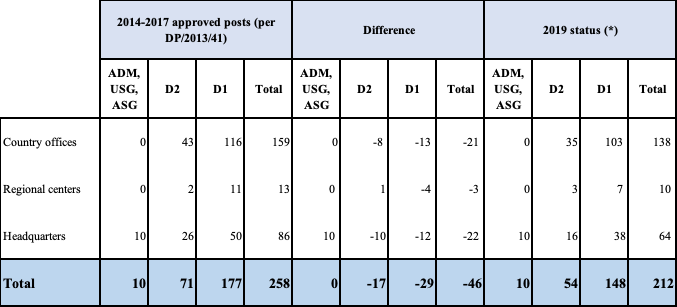 2014-2017 approved posts (per DP/2013/41) Difference 2019 status (*)
ADM, USG, ASG D2 D1 Total ADM, USG, ASG D2 D1 Total ADM, USG, ASG D2 D1 Total
Country offices 0 43 116 159 0 -8 -13 -21 0 35 103 138
Regional centers 0 2 11 13 0 1 -4 -3 0 3 7 10
Headquarters 10 26 50 86 10 -10 -12 -22 10 16 38 64
Total 10 71 177 258 0 -17 -29 -46 10 54 148 212